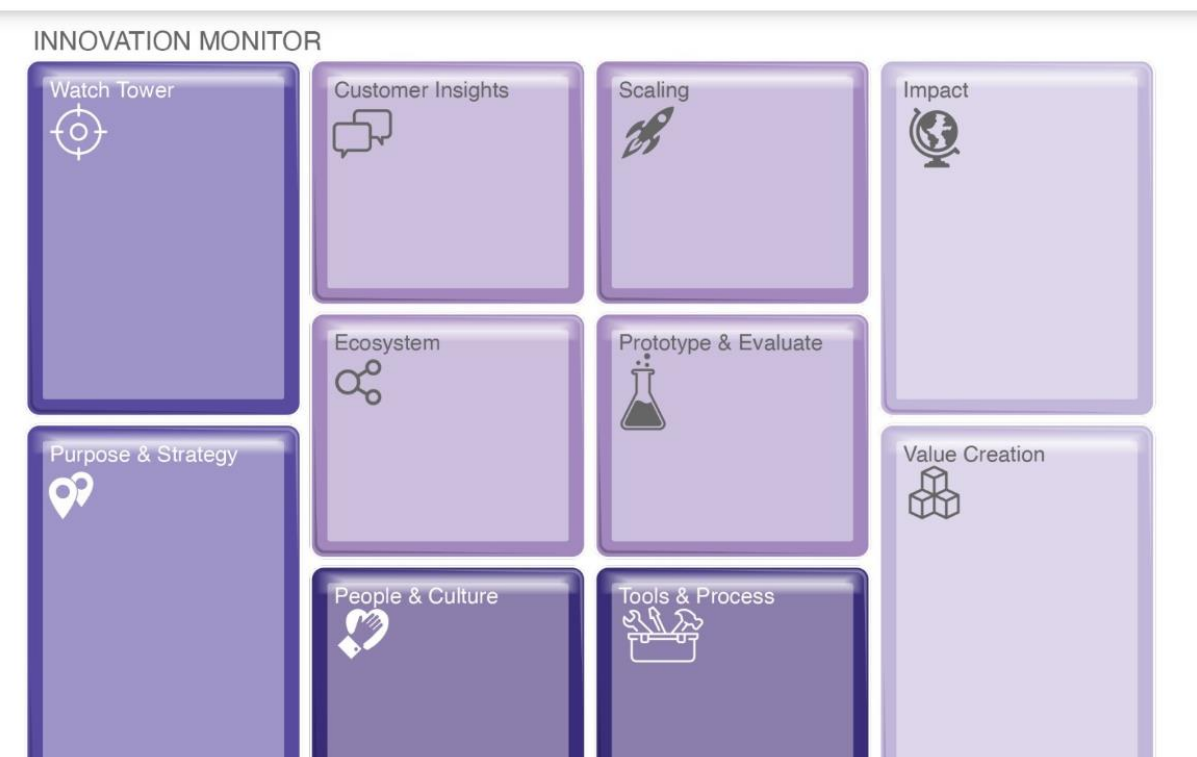 INNOVATION MONITOR
Watch Tower
Customer Insights
Scaling
Impact
Ecosystem
Prototype & Evaluate
Purpose & Strategy
Value Creation
People & Culture
Tools & Process